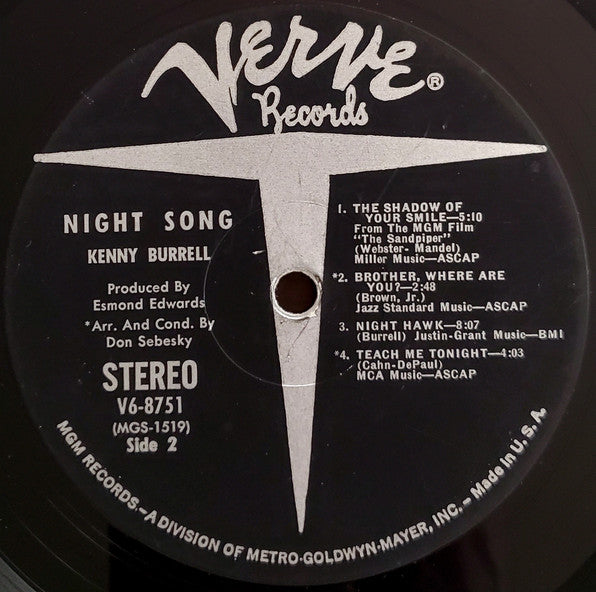 Verve®
Records
NIGHT SONG
KENNY BURRELL
Produced By
Esmond Edwards
*Arr. And Cond. By
Don Sebesky
STEREO
V6-8751
(MGS-1519)
Side 2
1. THE SHADOW OF
YOUR SMILE—5:10
From The MGM Film
"The Sandpiper"
(Webster- Mandel)
Miller Music—ASCAP
*2. BROTHER, WHERE ARE
YOU?—2:48
(Brown, Jr.)
Jazz Standard Music—ASCAP
3. NIGHT HAWK—8:07
(Burrell) Justin-Grant Music—BMI
*4. TEACH ME TONIGHT—4:03
(Cahn-DePaul)
MCA Music—ASCAP
MGM RECORDS.—A DIVISION OF METRO-GOLDWYN-MAYER, INC.—Made in U.S.A.